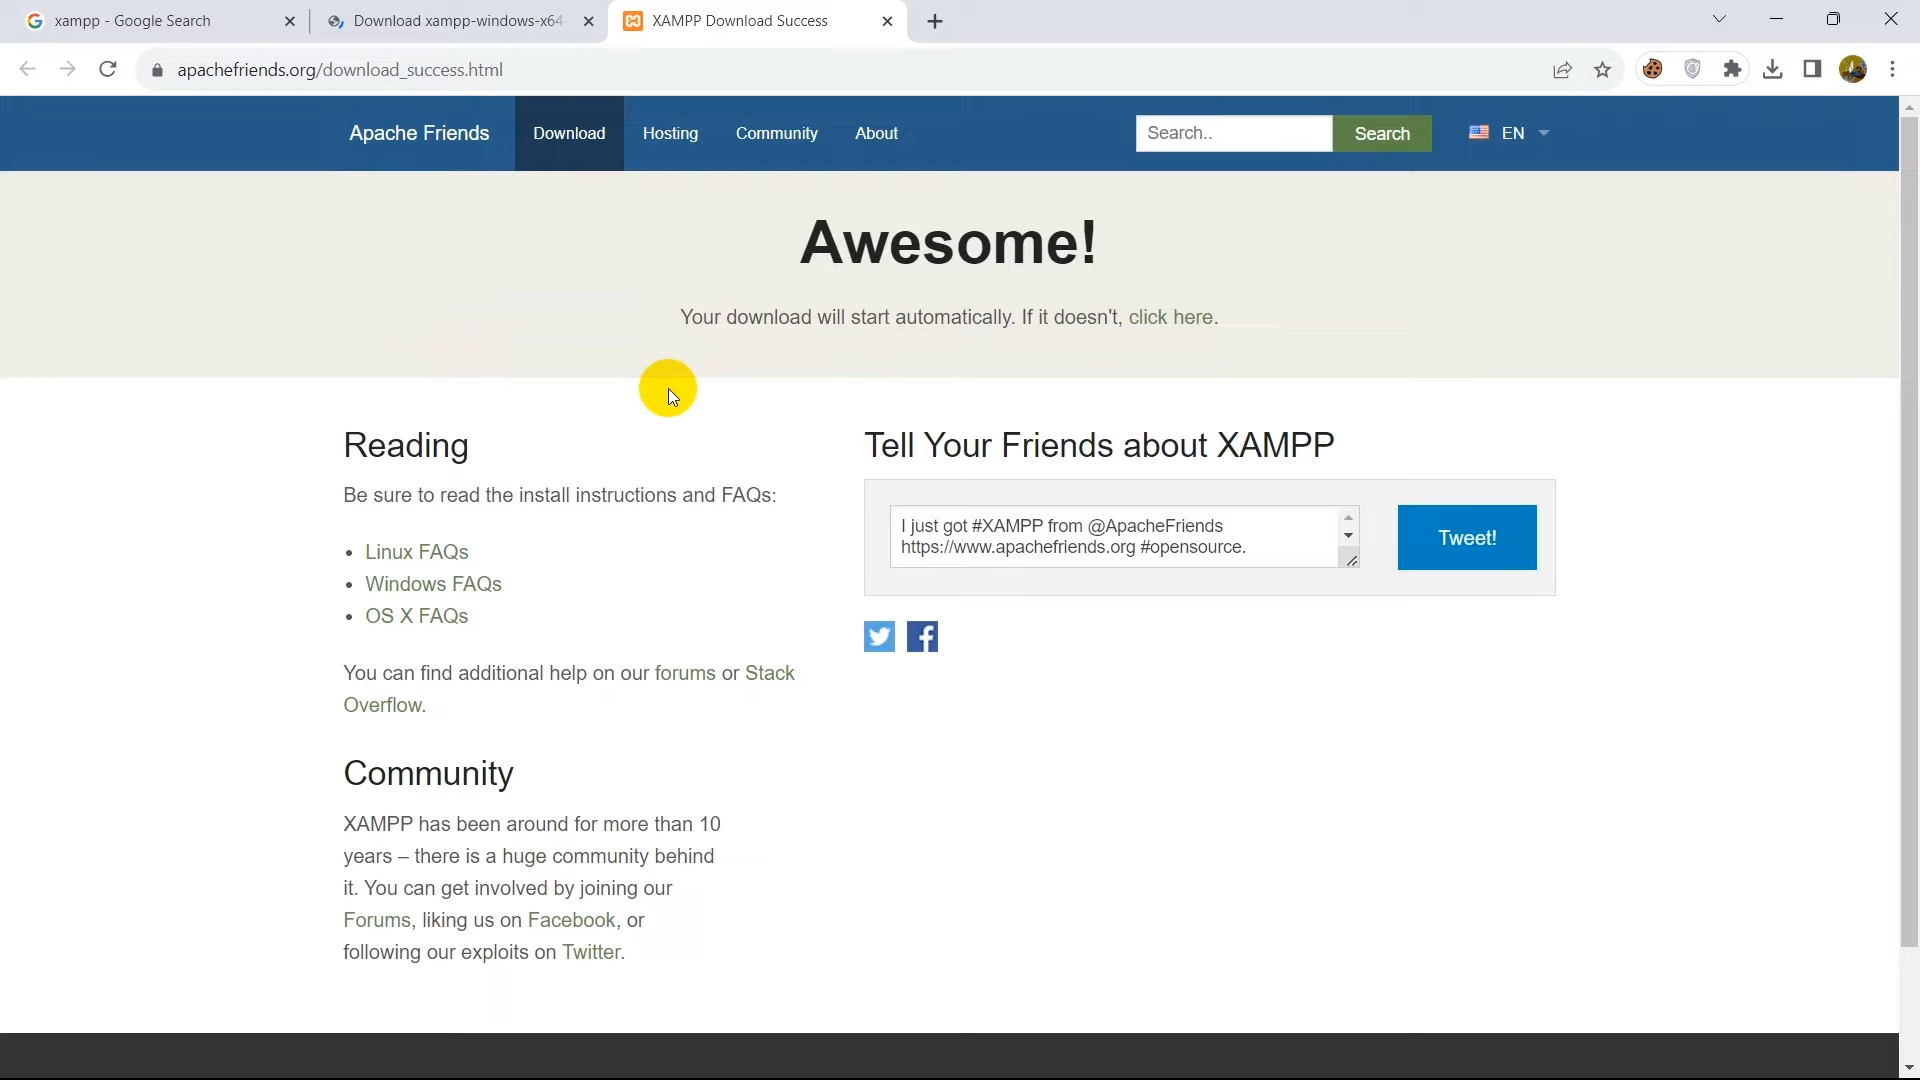 xampp - Google Search
Download xampp-windows-x64
XAMPP Download Success
apachefriends.org/download_success.html
Apache Friends
Download
Hosting
Community
About
Search..
Search
EN
Awesome!
Your download will start automatically. If it doesn't, click here.
Reading
Be sure to read the install instructions and FAQs:
• Linux FAQs
• Windows FAQs
• OS X FAQs
You can find additional help on our forums or Stack
Overflow.
Community
XAMPP has been around for more than 10
years – there is a huge community behind
it. You can get involved by joining our
Forums, liking us on Facebook, or
following our exploits on Twitter.
Tell Your Friends about XAMPP
I just got #XAMPP from @ApacheFriends
https://www.apachefriends.org #opensource.
Tweet!